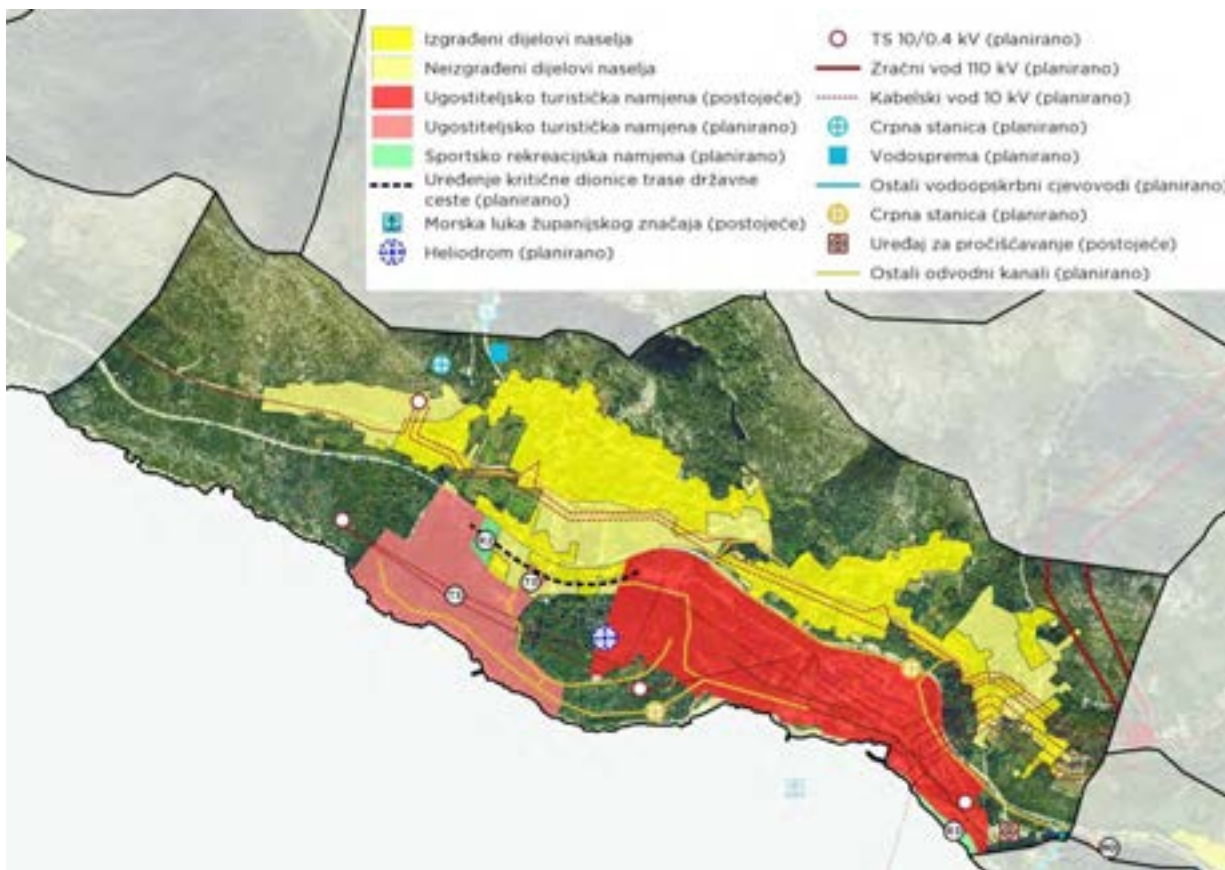 Izgrađeni dijelovi naselja
Neizgrađeni dijelovi naselja
Ugostiteljsko turistička namjena (postojeće)
Ugostiteljsko turistička namjena (planirano)
Sportsko rekreacijska namjena (planirano)
Uređenje kritične dionice trase državne
ceste (planirano)
Morska luka županijskog značaja (postojeće)
Heliodrom (planirano)
TS 10/0.4 kV (planirano)
Zračni vod 110 kV (planirano)
Kabelski vod 10 kV (planirano)
Crpna stanica (planirano)
Vodosprema (planirano)
Ostali vodoopskrbni cjevovodi (planirano)
Crpna stanica (planirano)
Uređaj za pročišćavanje (postojeće)
Ostali odvodni kanali (planirano)